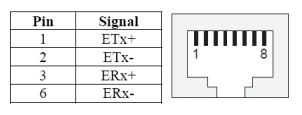 Pin Signal
1 ETx+
2 ETx-
3 ERx+
6 ERx-
1 8